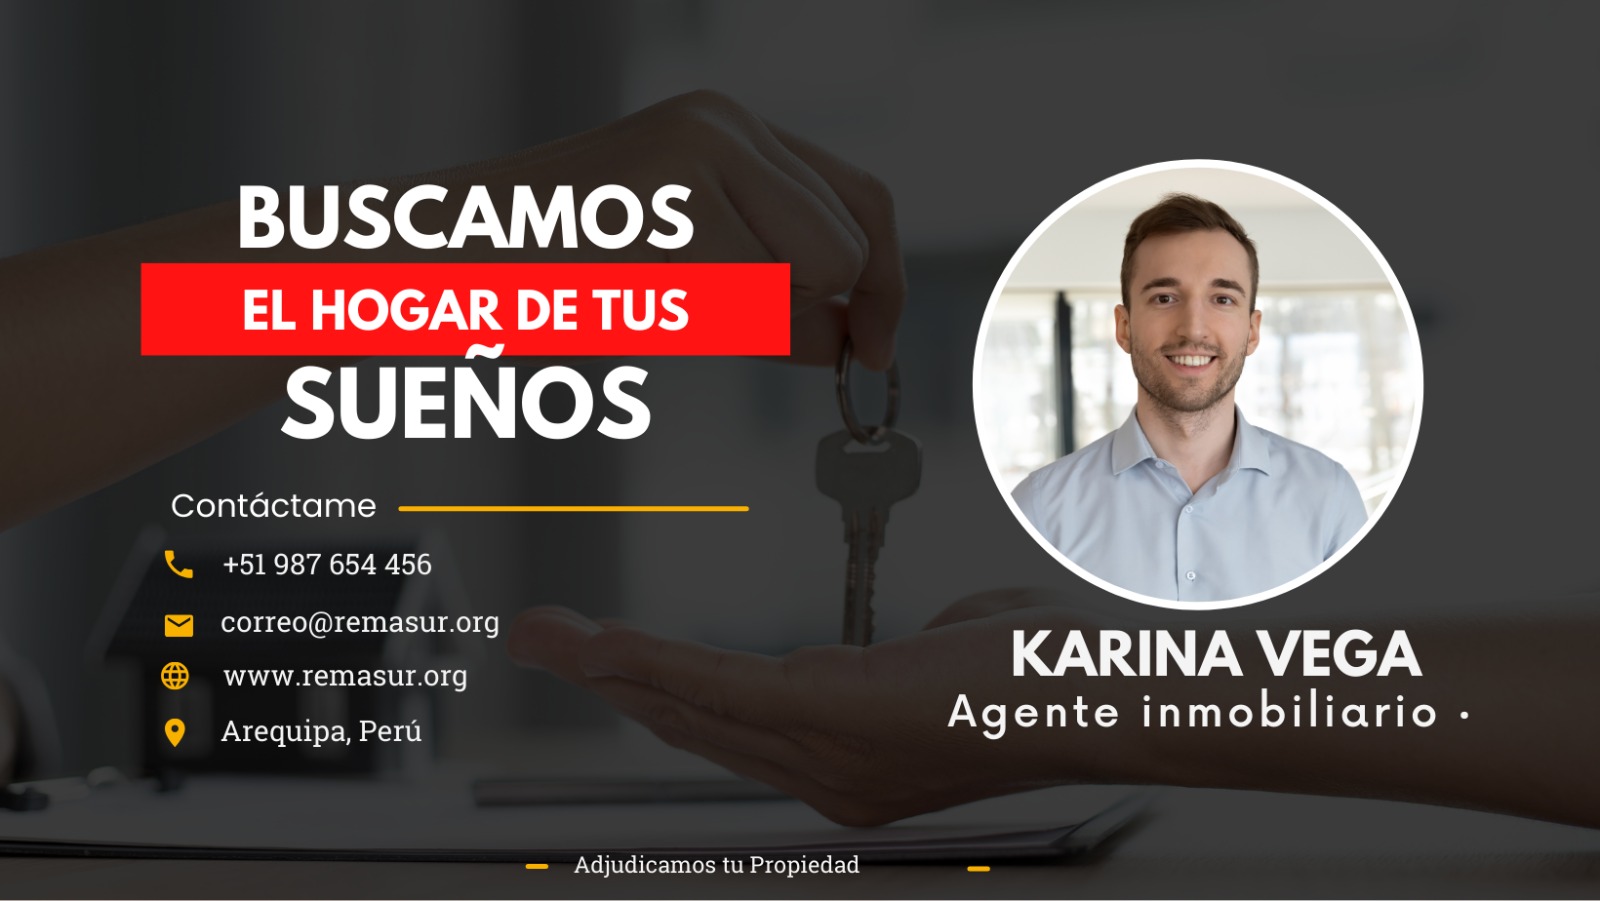 BUSCAMOS
EL HOGAR DE TUS
SUEÑOS
Contáctame
+51 987 654 456
correo@remasur.org
www.remasur.org
Arequipa, Perú
KARINA VEGA
Agente inmobiliario ·
Adjudicamos tu Propiedad